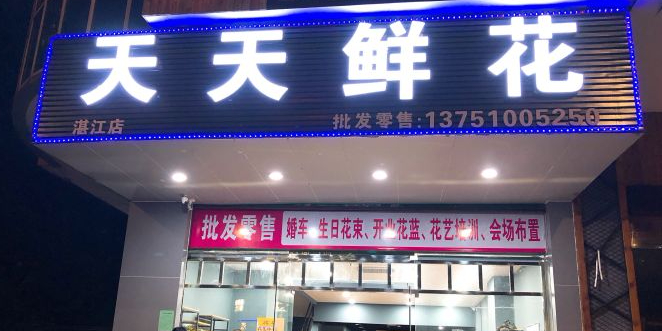 天天鲜花
湛江店 批发零售:13751005250
批发零售 婚车、生日花束、开业花蓝、花艺培训、会场布置